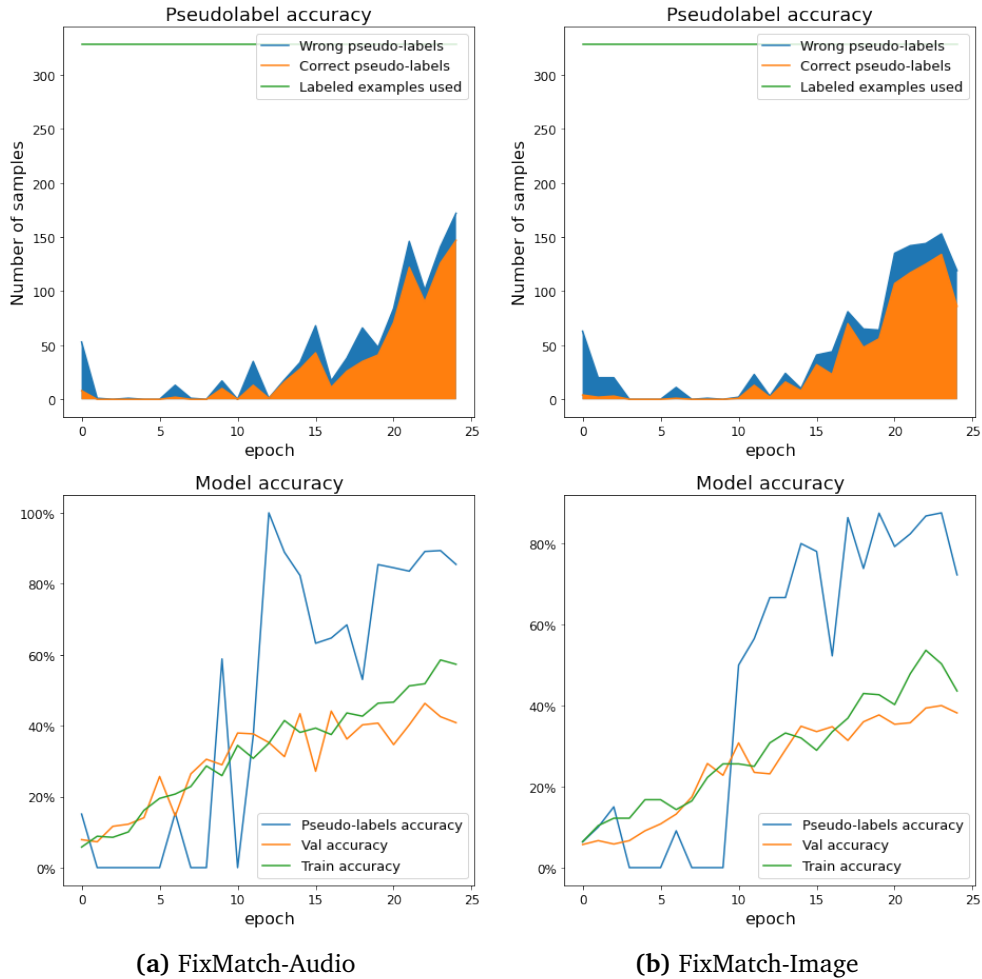 Pseudolabel accuracy
Number of samples
300
250
200
150
100
50
0
Wrong pseudo-labels
Correct pseudo-labels
Labeled examples used
0 5 10 15 20 25
epoch
Pseudolabel accuracy
Number of samples
300
250
200
150
100
50
0
Wrong pseudo-labels
Correct pseudo-labels
Labeled examples used
0 5 10 15 20 25
epoch
Model accuracy
100%
80%
60%
40%
20%
0%
Pseudo-labels accuracy
Val accuracy
Train accuracy
0 5 10 15 20 25
epoch
Model accuracy
80%
60%
40%
20%
0%
Pseudo-labels accuracy
Val accuracy
Train accuracy
0 5 10 15 20 25
epoch
(a) FixMatch-Audio
(b) FixMatch-Image